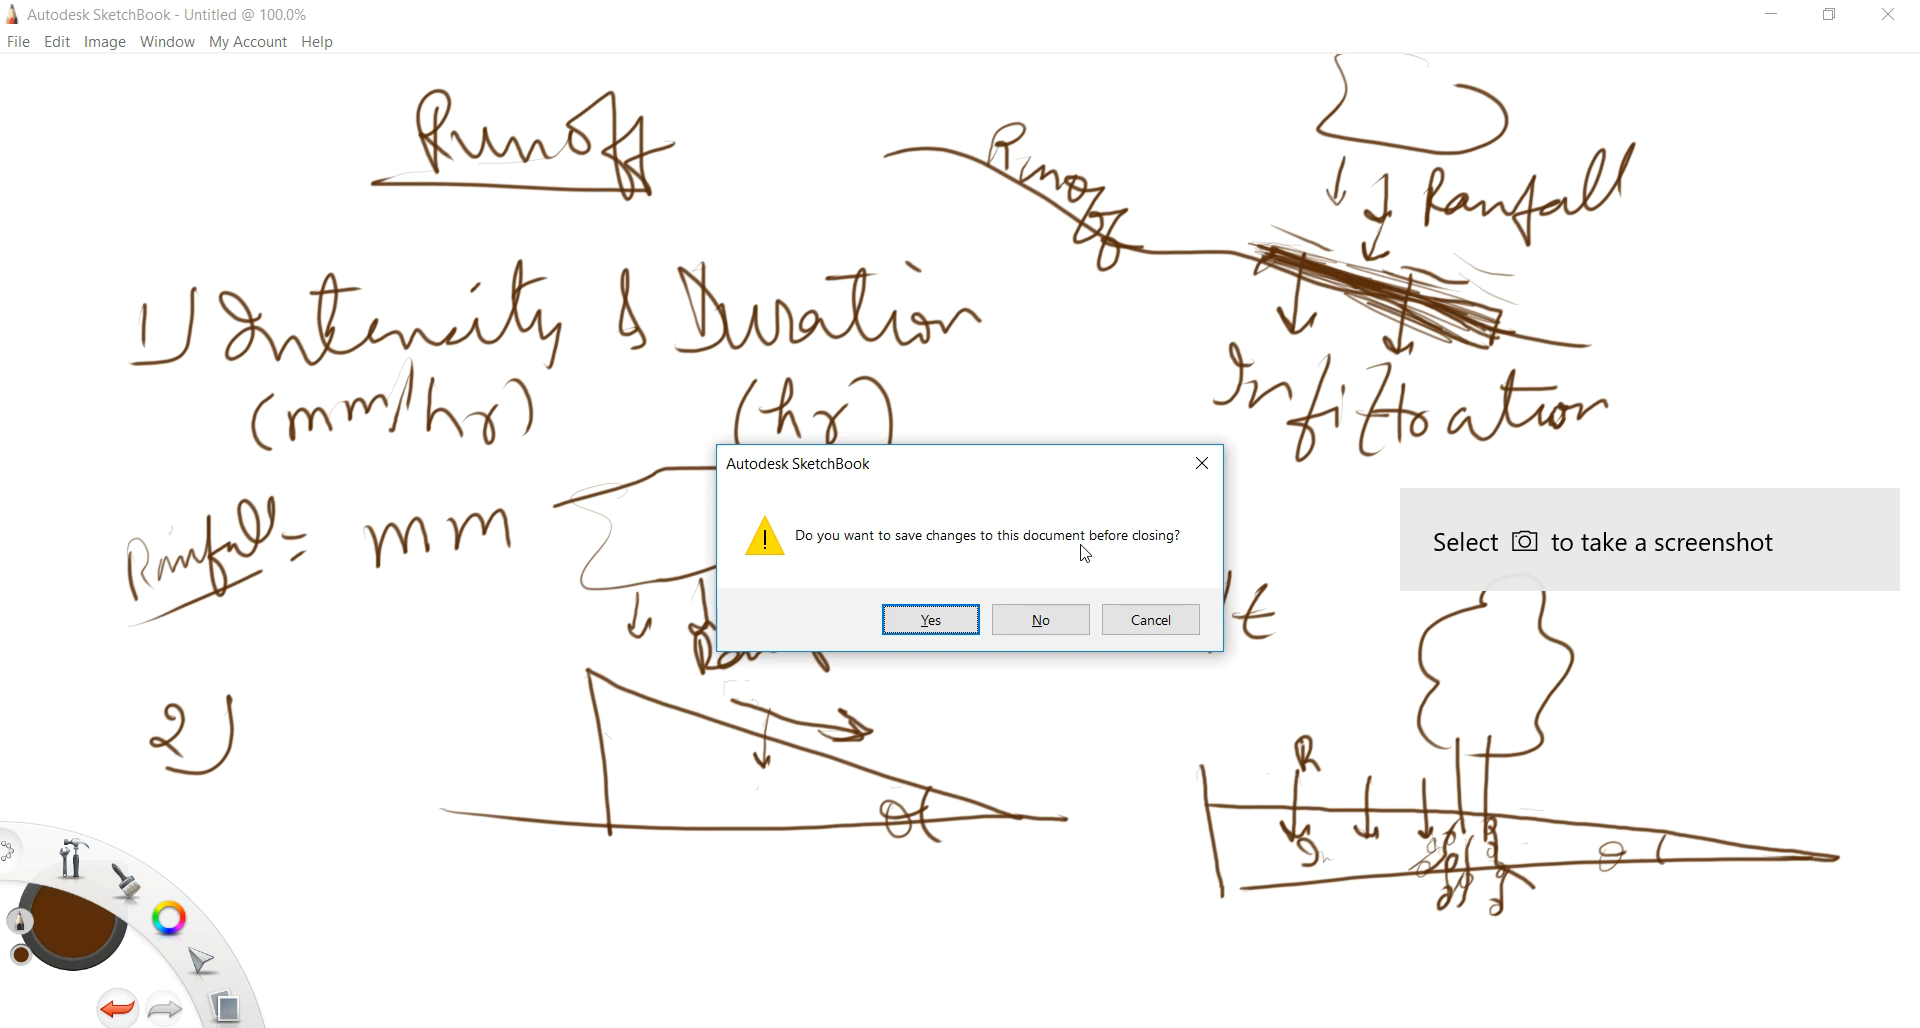 Autodesk SketchBook - Untitled @ 100.0%
File Edit Image Window My Account Help
Runoff
Runoff
Ranfall
1) Intensity & Duration
(mm/hr) (hr)
Infiltration
Rainfall = mm
Autodesk SketchBook
Do you want to save changes to this document before closing?
Yes No Cancel
Select to take a screenshot
t
2)
θ
R
θ